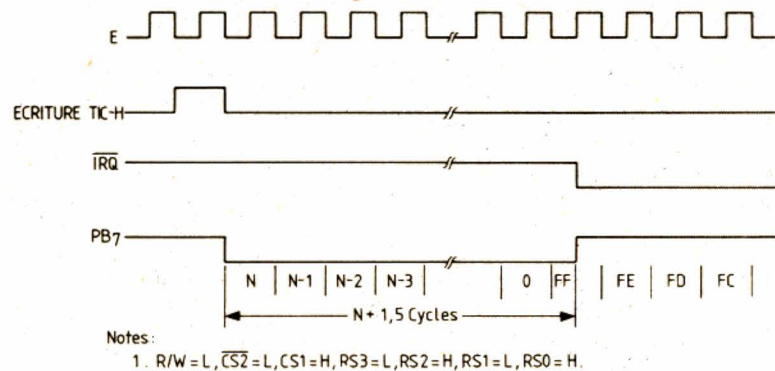 E
ECRITURE TIC-H
IRQ
PB7
N N-1 N-2 N-3 0 FF FE FD FC
N + 1,5 Cycles
Notes:
1. R/W = L, CS2 = L, CS1 = H, RS3 = L, RS2 = H, RS1 = L, RS0 = H.